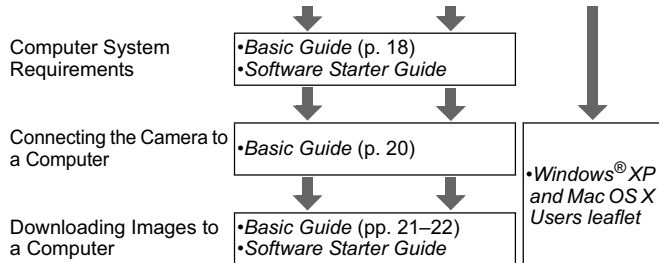 Computer System
Requirements
•Basic Guide (p. 18)
•Software Starter Guide
Connecting the Camera to
a Computer
•Basic Guide (p. 20)
•Windows® XP
and Mac OS X
Users leaflet
Downloading Images to
a Computer
•Basic Guide (pp. 21–22)
•Software Starter Guide